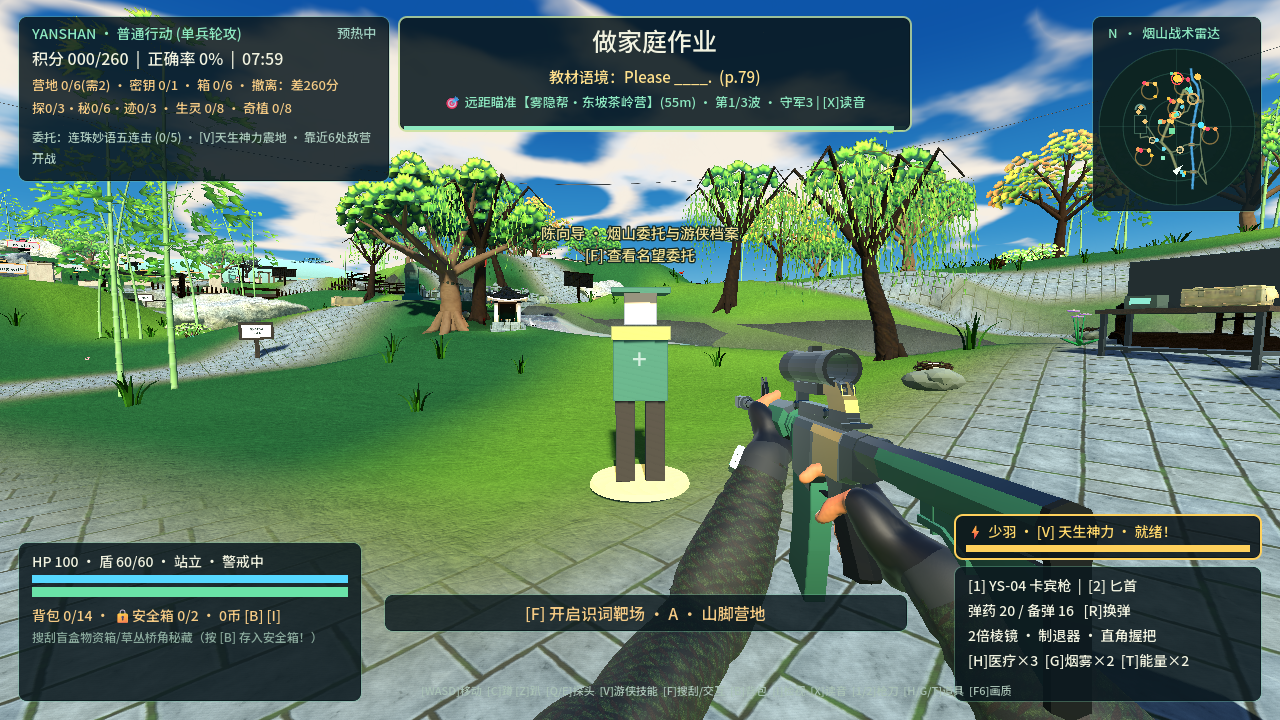 YANSHAN · 普通行动 (单兵轮攻) 预热中
积分 000/260 | 正确率 0% | 07:59
营地 0/6(需2) · 密钥 0/1 · 箱 0/6 · 撤离：差260分
探0/3 · 秘0/6 · 迹0/3 · 生灵 0/8 · 奇植 0/8
委托：连珠妙语五连击 (0/5) · [V]天生神力震地 · 靠近6处敌营
开战
做家庭作业
教材语境：Please ____. (p.79)
🎯 远距瞄准【雾隐帮·东坡茶岭营】(55m) · 第1/3波 · 守军3 | [X]读音
N · 烟山战术雷达
陈向导 · 烟山委托与游侠档案
[F] 查看名望委托
HP 100 · 盾 60/60 · 站立 · 警戒中
背包 0/14 · 🔒 安全箱 0/2 · 0币 [B] [I]
搜刮盲盒物资箱/草丛桥角秘藏（按 [B] 存入安全箱！）
[F] 开启识词靶场 · A · 山脚营地
⚡ 少羽 · [V] 天生神力 · 就绪!
[1] YS-04 卡宾枪 | [2] 匕首
弹药 20 / 备弹 16 [R]换弹
2倍棱镜 · 制退器 · 直角握把
[H]医疗×3 [G]烟雾×2 [T]能量×2
[F6]画质